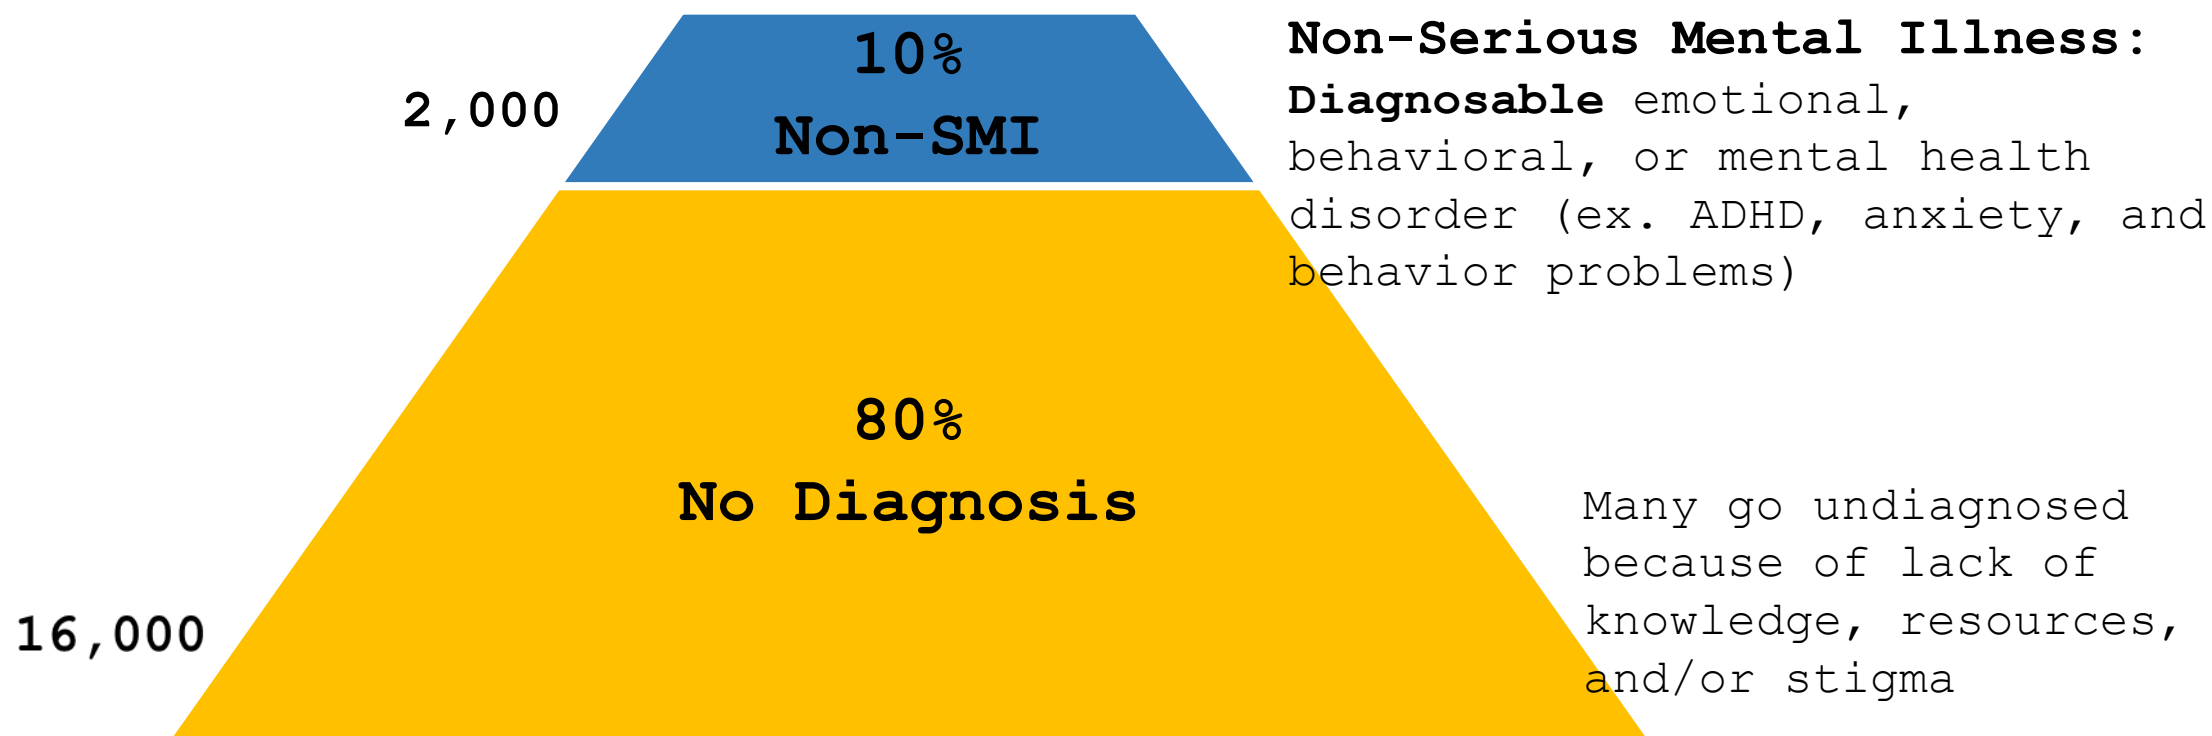 10%
Non-SMI
2,000
Non-Serious Mental Illness:
Diagnosable emotional,
behavioral, or mental health
disorder (ex. ADHD, anxiety, and
behavior problems)
80%
No Diagnosis
16,000
Many go undiagnosed
because of lack of
knowledge, resources,
and/or stigma